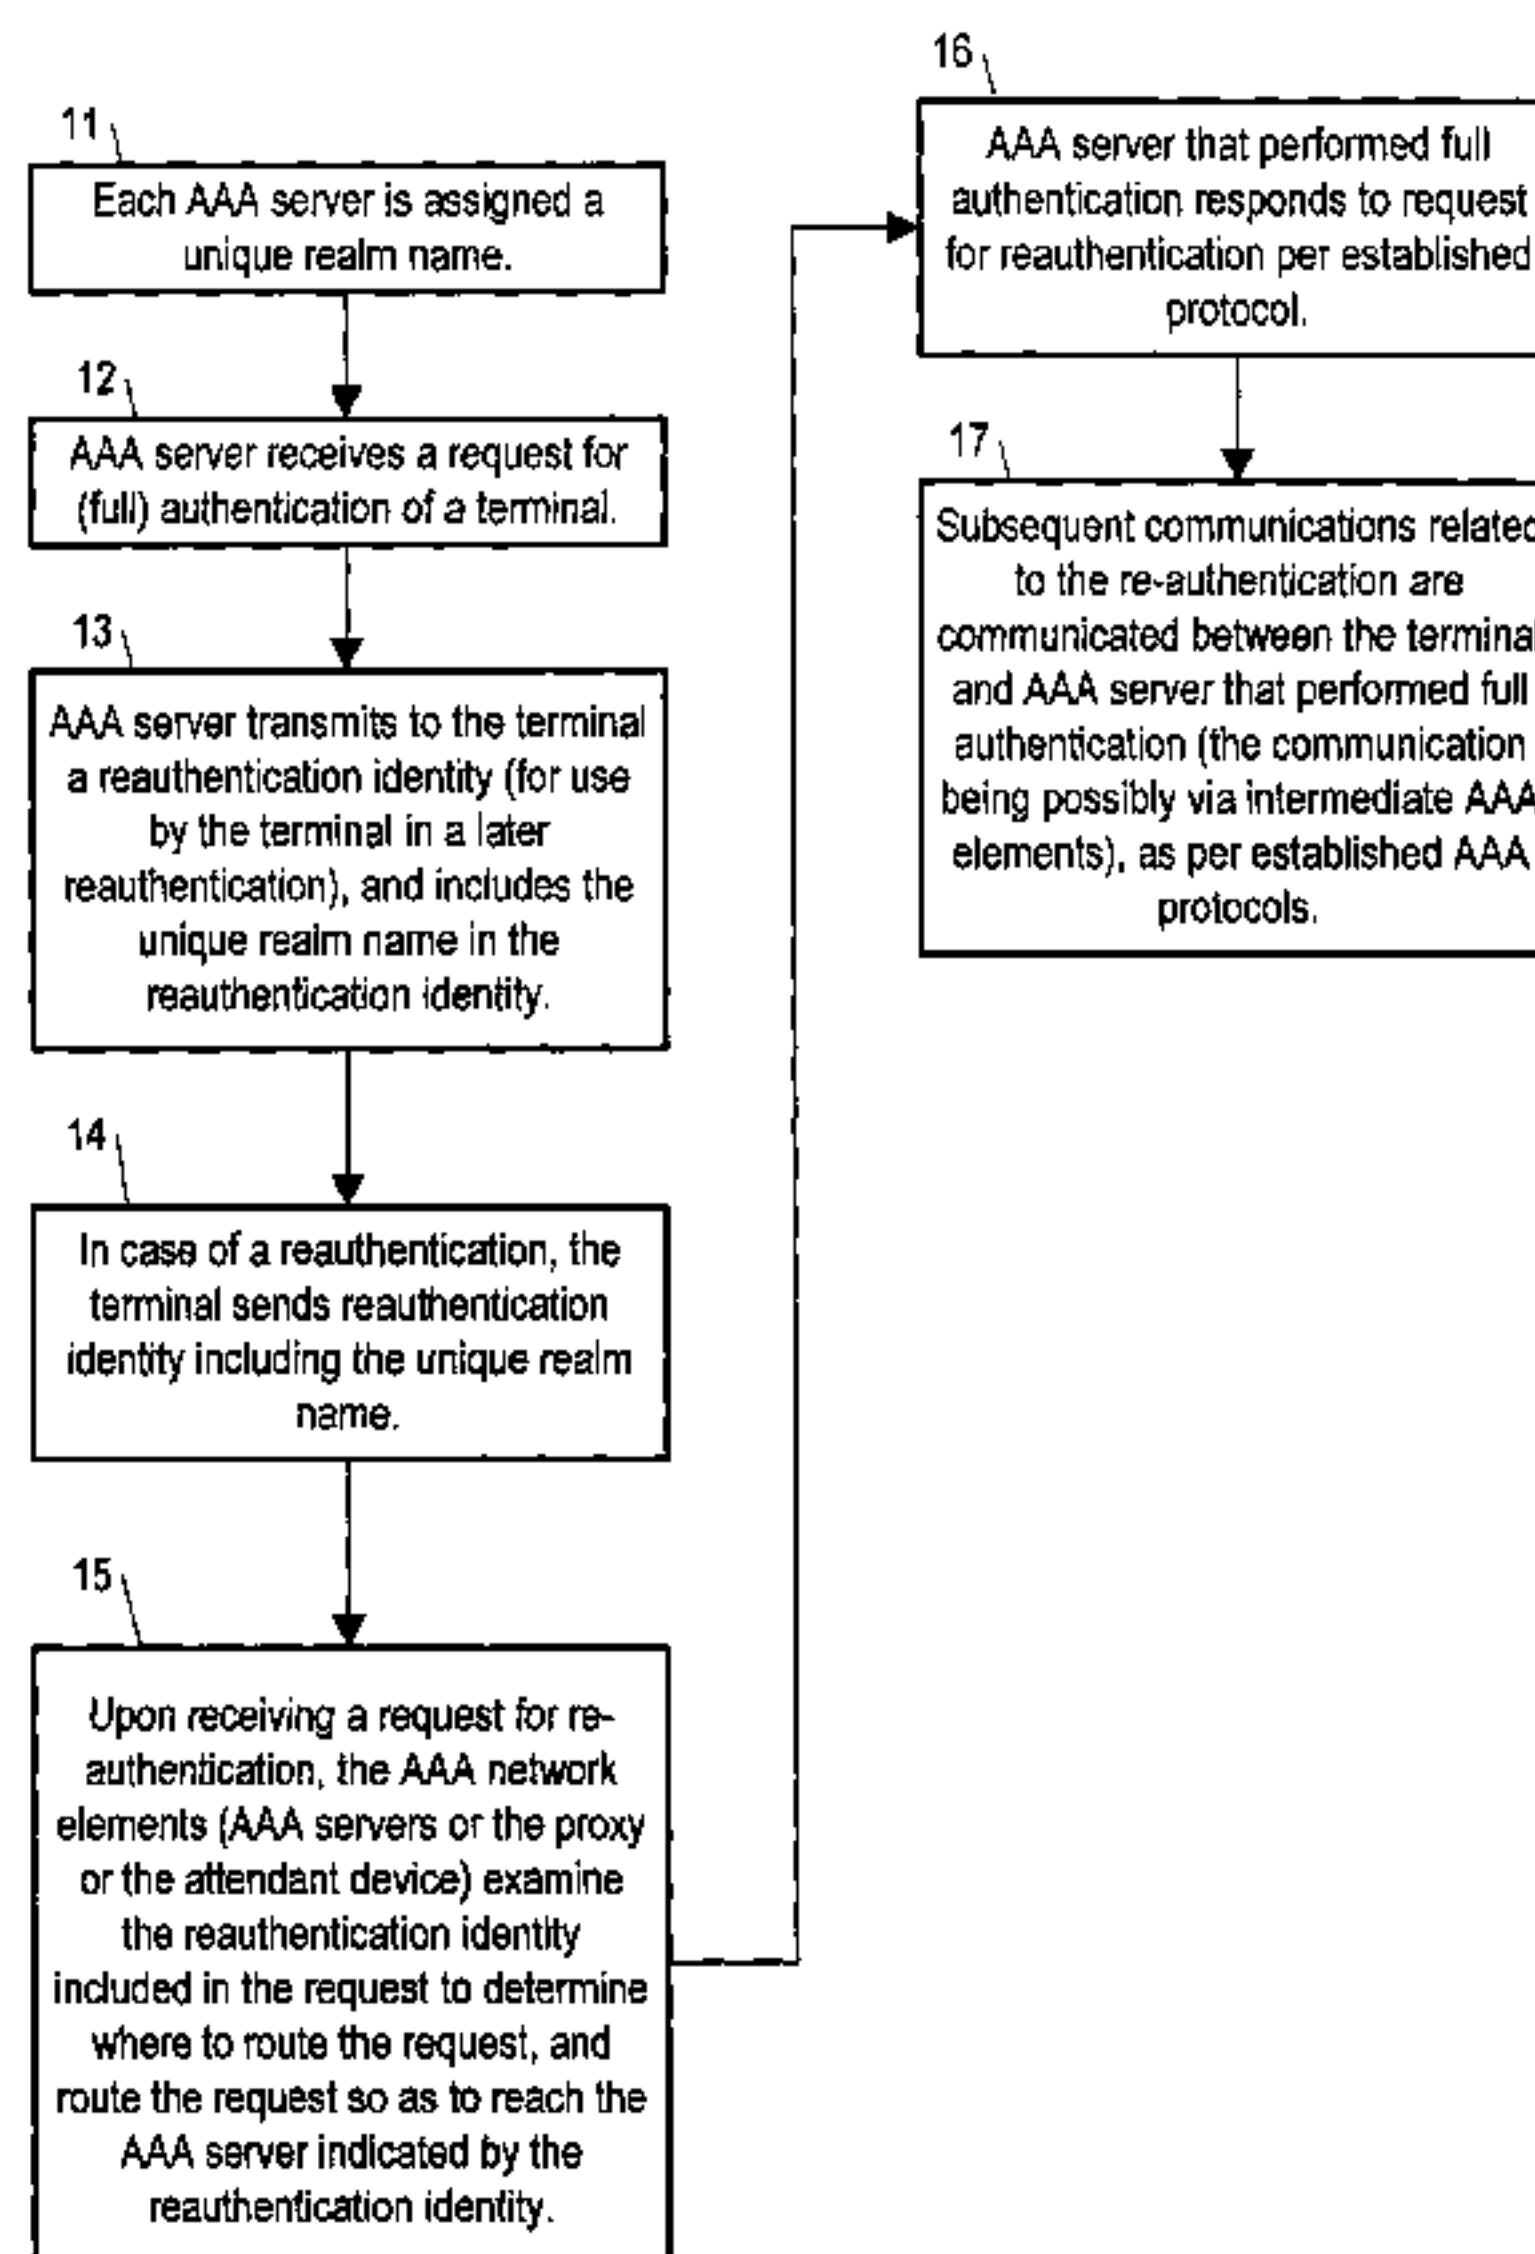 11
Each AAA server is assigned a
unique realm name.
12
AAA server receives a request for
(full) authentication of a terminal.
13
AAA server transmits to the terminal
a reauthentication identity (for use
by the terminal in a later
reauthentication), and includes the
unique realm name in the
reauthentication identity.
14
In case of a reauthentication, the
terminal sends reauthentication
identity including the unique realm
name.
15
Upon receiving a request for re-
authentication, the AAA network
elements (AAA servers or the proxy
or the attendant device) examine
the reauthentication identity
included in the request to determine
where to route the request, and
route the request so as to reach the
AAA server indicated by the
reauthentication identity.
16
AAA server that performed full
authentication responds to request
for reauthentication per established
protocol.
17
Subsequent communications related
to the re-authentication are
communicated between the terminal
and AAA server that performed full
authentication (the communication
being possibly via intermediate AAA
elements), as per established AAA
protocols.